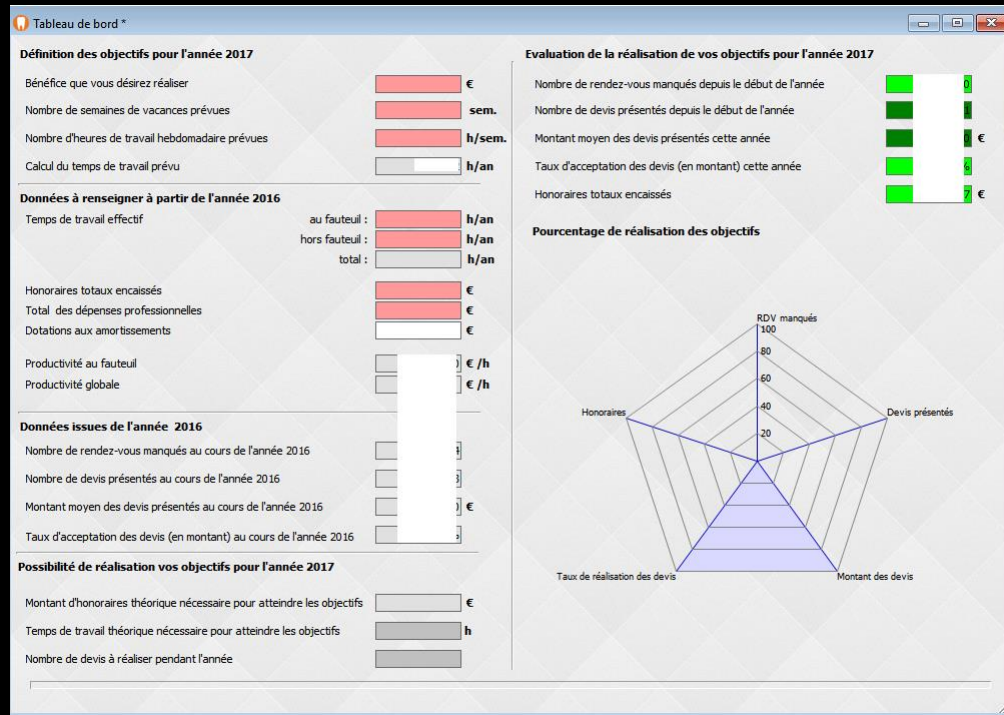 Tableau de bord *
Définition des objectifs pour l'année 2017
Bénéfice que vous désirez réaliser €
Nombre de semaines de vacances prévues sem.
Nombre d'heures de travail hebdomadaire prévues h/sem.
Calcul du temps de travail prévu h/an
Données à renseigner à partir de l'année 2016
Temps de travail effectif au fauteuil : h/an
hors fauteuil : h/an
total : h/an
Honoraires totaux encaissés €
Total des dépenses professionnelles €
Dotations aux amortissements €
Productivité au fauteuil 0 € /h
Productivité globale € /h
Données issues de l'année 2016
Nombre de rendez-vous manqués au cours de l'année 2016 4
Nombre de devis présentés au cours de l'année 2016
Montant moyen des devis présentés au cours de l'année 2016 €
Taux d'acceptation des devis (en montant) au cours de l'année 2016
Possibilité de réalisation vos objectifs pour l'année 2017
Montant d'honoraires théorique nécessaire pour atteindre les objectifs €
Temps de travail théorique nécessaire pour atteindre les objectifs h
Nombre de devis à réaliser pendant l'année
Evaluation de la réalisation de vos objectifs pour l'année 2017
Nombre de rendez-vous manqués depuis le début de l'année 0
Nombre de devis présentés depuis le début de l'année 1
Montant moyen des devis présentés cette année 0 €
Taux d'acceptation des devis (en montant) cette année %
Honoraires totaux encaissés 7 €
Pourcentage de réalisation des objectifs
RDV manqués
100
80
60
40
20
Honoraires
Devis présentés
Taux de réalisation des devis
Montant des devis